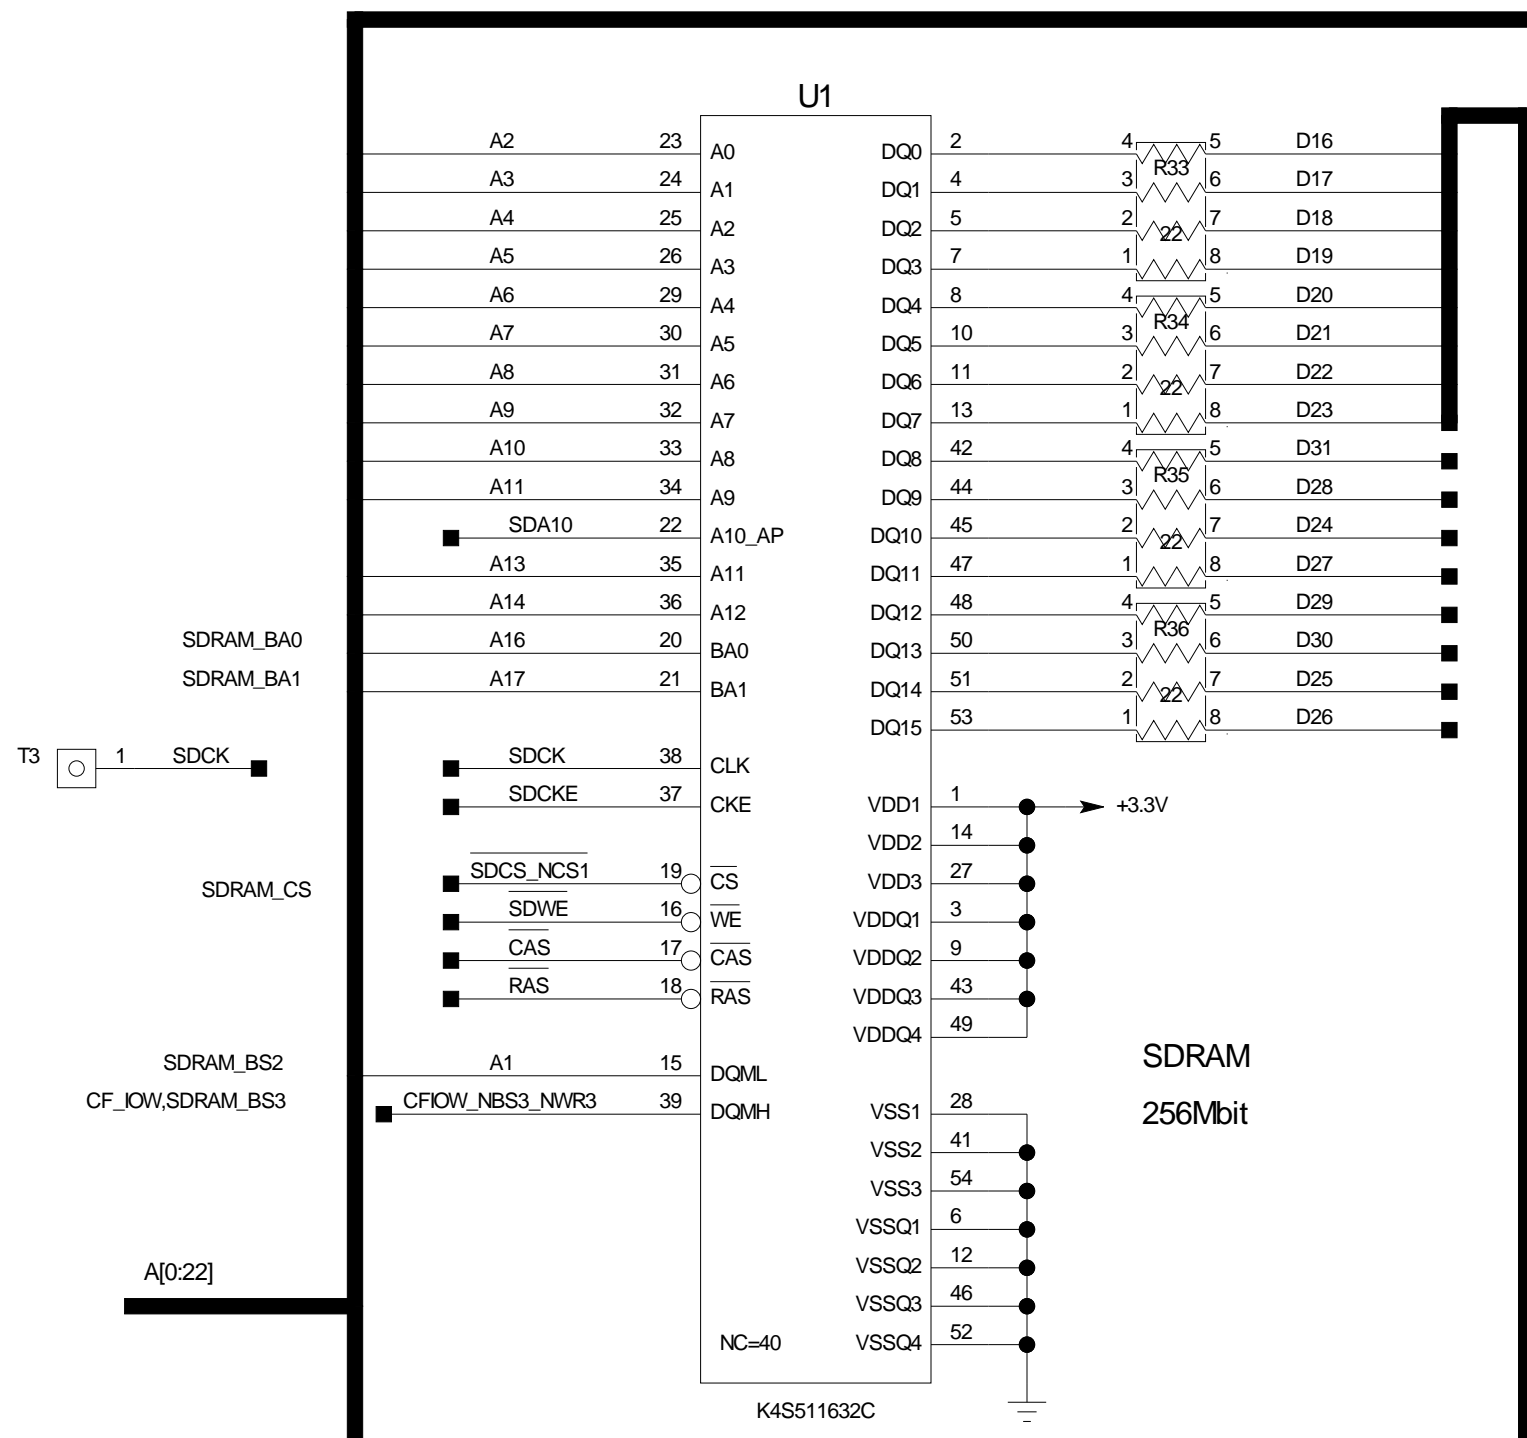 U1
A2 23 A0 DQ0 2 4 5 D16
R33
A3 24 A1 DQ1 4 3 6 D17
A4 25 A2 DQ2 5 2 22 7 D18
A5 26 A3 DQ3 7 1 8 D19
A6 29 A4 DQ4 8 4 5 D20
R34
A7 30 A5 DQ5 10 3 6 D21
A8 31 A6 DQ6 11 2 22 7 D22
A9 32 A7 DQ7 13 1 8 D23
A10 33 A8 DQ8 42 4 5 D31
R35
A11 34 A9 DQ9 44 3 6 D28
SDA10 22 A10_AP DQ10 45 2 22 7 D24
A13 35 A11 DQ11 47 1 8 D27
A14 36 A12 DQ12 48 4 5 D29
R36
SDRAM_BA0 A16 20 BA0 DQ13 50 3 6 D30
SDRAM_BA1 A17 21 BA1 DQ14 51 2 22 7 D25
DQ15 53 1 8 D26
T3 1 SDCK SDCK 38 CLK
SDCKE 37 CKE VDD1 1 +3.3V
VDD2 14
SDRAM_CS SDCS_NCS1 19 CS VDD3 27
SDWE 16 WE VDDQ1 3
CAS 17 CAS VDDQ2 9
RAS 18 RAS VDDQ3 43
VDDQ4 49
SDRAM
SDRAM_BS2 A1 15 DQML
CF_IOW,SDRAM_BS3 CFIOW_NBS3_NWR3 39 DQMH VSS1 28
256Mbit
VSS2 41
VSS3 54
VSSQ1 6
VSSQ2 12
A[0:22]
VSSQ3 46
NC=40 VSSQ4 52
K4S511632C